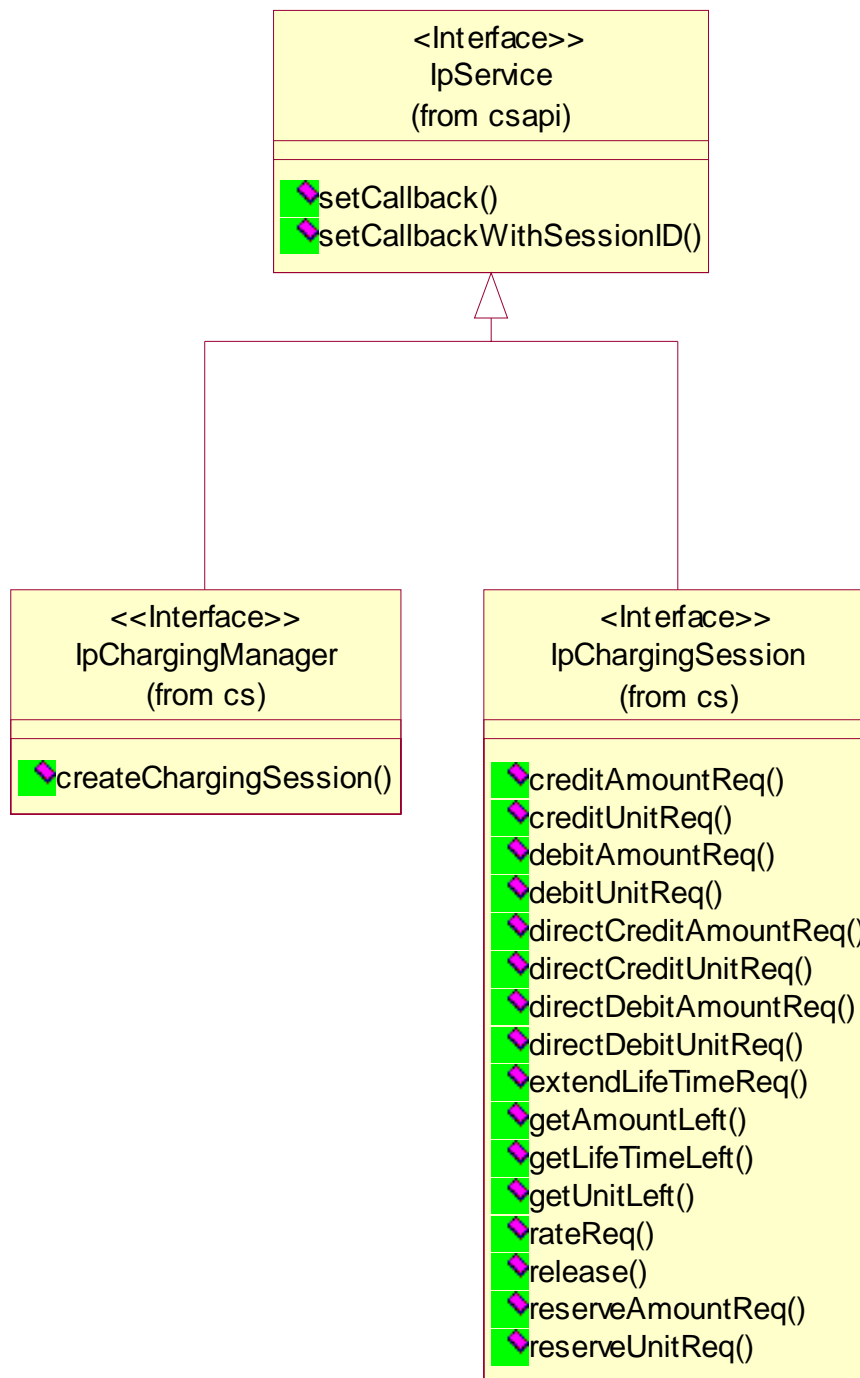 <Interface>>
IpService
(from csapi)
setCallback()
setCallbackWithSessionID()
<<Interface>>
IpChargingManager
(from cs)
createChargingSession()
<Interface>>
IpChargingSession
(from cs)
creditAmountReq()
creditUnitReq()
debitAmountReq()
debitUnitReq()
directCreditAmountReq()
directCreditUnitReq()
directDebitAmountReq()
directDebitUnitReq()
extendLifeTimeReq()
getAmountLeft()
getLifeTimeLeft()
getUnitLeft()
rateReq()
release()
reserveAmountReq()
reserveUnitReq()